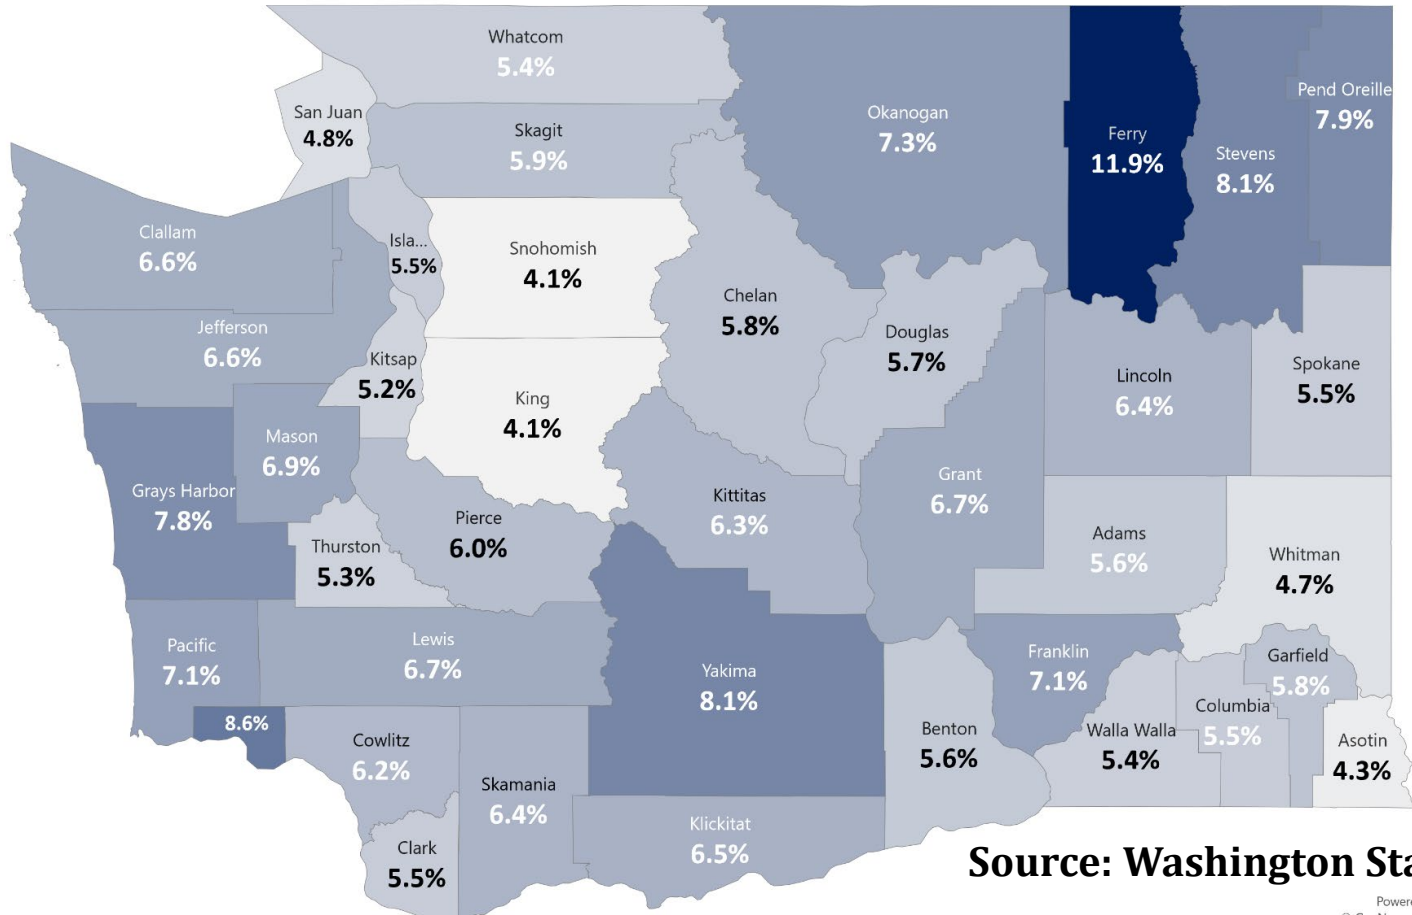 Whatcom
5.4%
San Juan
4.8%
Skagit
5.9%
Okanogan
7.3%
Ferry
11.9%
Stevens
8.1%
Pend Oreille
7.9%
Clallam
6.6%
Isla...
5.5%
Snohomish
4.1%
Chelan
5.8%
Douglas
5.7%
Jefferson
6.6%
Kitsap
5.2%
King
4.1%
Lincoln
6.4%
Spokane
5.5%
Mason
6.9%
Grays Harbor
7.8%
Thurston
5.3%
Pierce
6.0%
Kittitas
6.3%
Grant
6.7%
Adams
5.6%
Whitman
4.7%
Pacific
7.1%
Lewis
6.7%
Yakima
8.1%
Franklin
7.1%
Garfield
5.8%
Columbia
5.5%
8.6%
Cowlitz
6.2%
Skamania
6.4%
Benton
5.6%
Walla Walla
5.4%
Asotin
4.3%
Clark
5.5%
Klickitat
6.5%
Source: Washington Sta
Powere